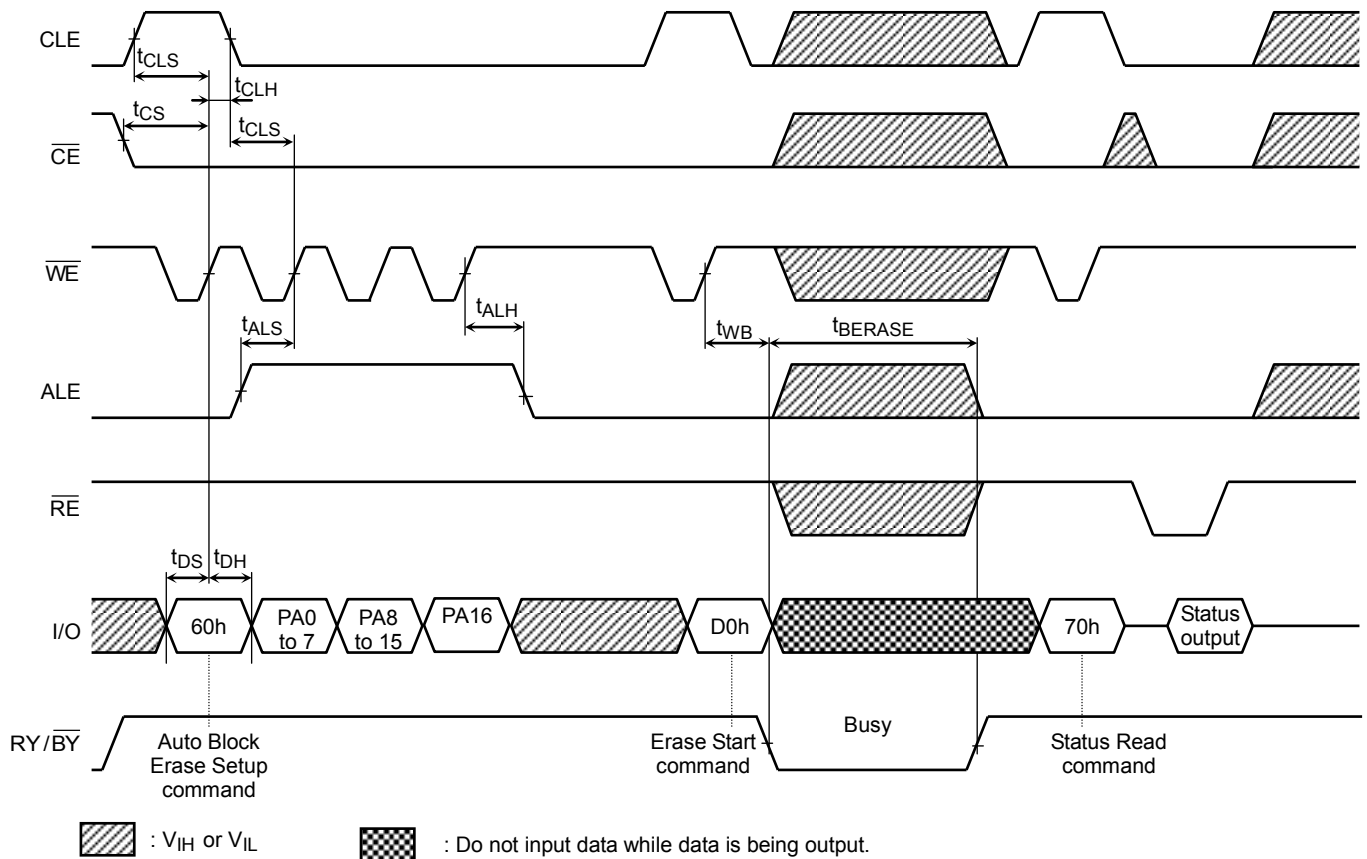 CLE
tCLS
tCLH
tCS
tCLS
CE
WE
tALS
tALH
tWB
tBERASE
ALE
RE
tDS
tDH
I/O
60h
PA0
to 7
PA8
to 15
PA16
D0h
70h
Status
output
RY/BY
Busy
Auto Block
Erase Setup
command
Erase Start
command
Status Read
command
: VIH or VIL
: Do not input data while data is being output.